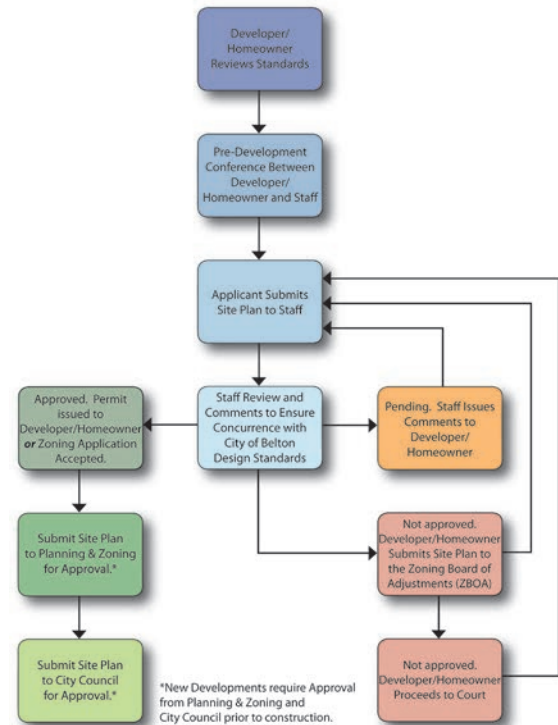 Developer/
Homeowner
Reviews Standards
Pre-Development
Conference Between
Developer/
Homeowner and Staff
Applicant Submits
Site Plan to Staff
Approved. Permit
issued to
Developer/Homeowner
or Zoning Application
Accepted.
Staff Review and
Comments to Ensure
Concurrence with
City of Belton
Design Standards
Pending. Staff Issues
Comments to
Developer/
Homeowner
Submit Site Plan
to Planning & Zoning
for Approval.*
Not approved.
Developer/Homeowner
Submits Site Plan to
the Zoning Board of
Adjustments (ZBOA)
Submit Site Plan
to City Council
for Approval.*
*New Developments require Approval
from Planning & Zoning and
City Council prior to construction.
Not approved.
Developer/Homeowner
Proceeds to Court